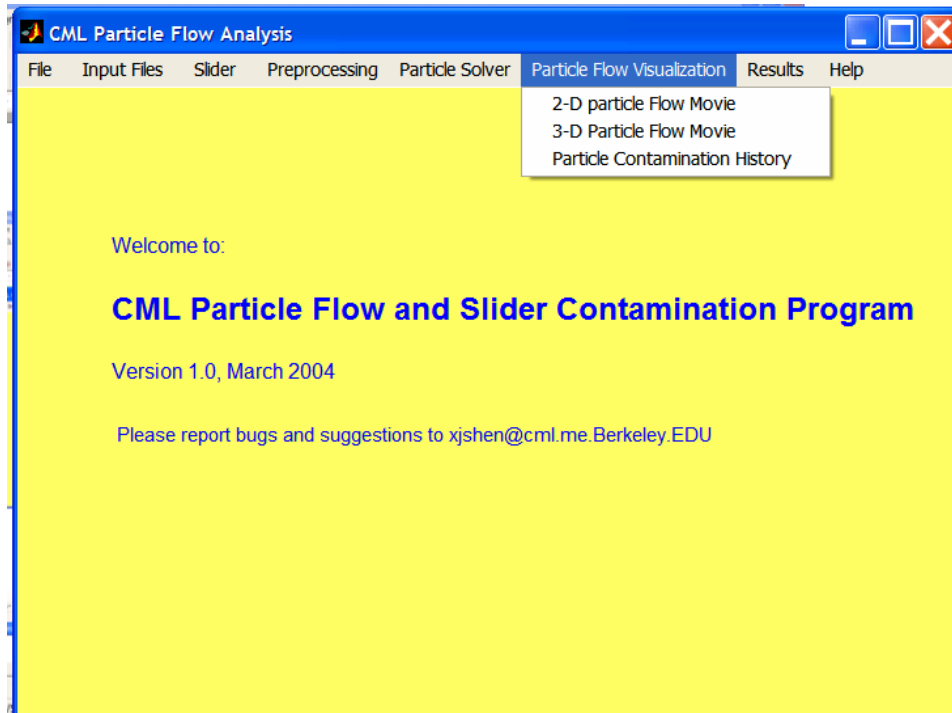 CML Particle Flow Analysis
File Input Files Slider Preprocessing Particle Solver Particle Flow Visualization Results Help
2-D particle Flow Movie
3-D Particle Flow Movie
Particle Contamination History
Welcome to:
CML Particle Flow and Slider Contamination Program
Version 1.0, March 2004
Please report bugs and suggestions to xjshen@cml.me.Berkeley.EDU